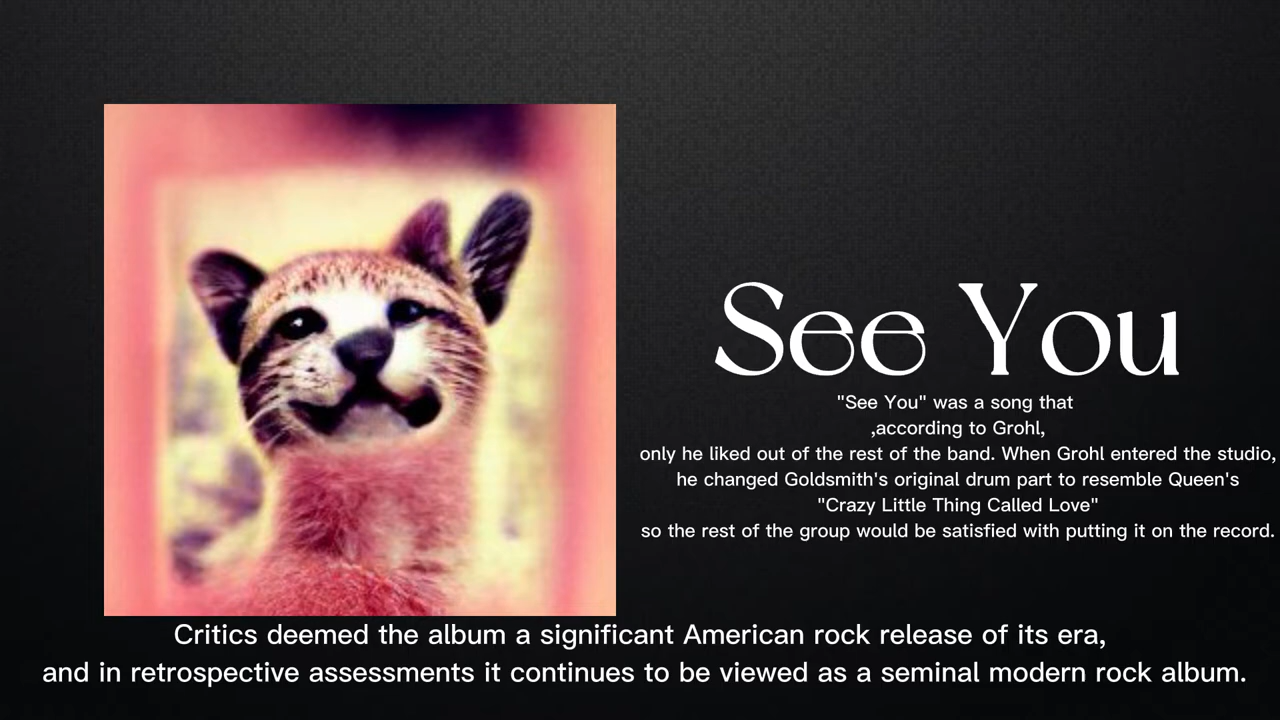 See You
"See You" was a song that
,according to Grohl,
only he liked out of the rest of the band. When Grohl entered the studio,
he changed Goldsmith's original drum part to resemble Queen's
"Crazy Little Thing Called Love"
so the rest of the group would be satisfied with putting it on the record.
Critics deemed the album a significant American rock release of its era,
and in retrospective assessments it continues to be viewed as a seminal modern rock album.